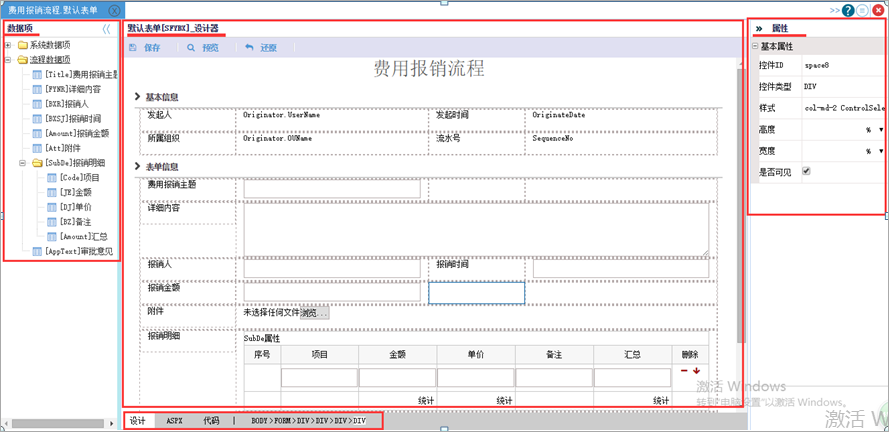 费用报销流程.默认表单
数据项
系统数据项
流程数据项
[Title]费用报销主题
[FYNR]详细内容
[BXR]报销人
[BXSJ]报销时间
[Amount]报销金额
[Att]附件
[SubDe]报销明细
[Code]项目
[JE]金额
[DJ]单价
[BZ]备注
[Amount]汇总
[AppText]审批意见
默认表单[SFYBX]_设计器
保存 预览 还原
费用报销流程
基本信息
发起人 Originator.UserName 发起时间 OriginateDate
所属组织 Originator.OUName 流水号 SequenceNo
表单信息
费用报销主题
详细内容
报销人 报销时间
报销金额
附件 未选择任何文件浏览...
报销明细 SubDe属性
序号 项目 金额 单价 备注 汇总 删除
统计 统计 统计
设计 ASPX 代码 | BODY>FORM>DIV>DIV>DIV>DIV
>>
» 属性
基本属性
控件ID space8
控件类型 DIV
样式 col-md-2 ControlSele
高度 %
宽度 %
是否可见
激活 Windows
转到"电脑设置"以激活 Windows。
激活 W